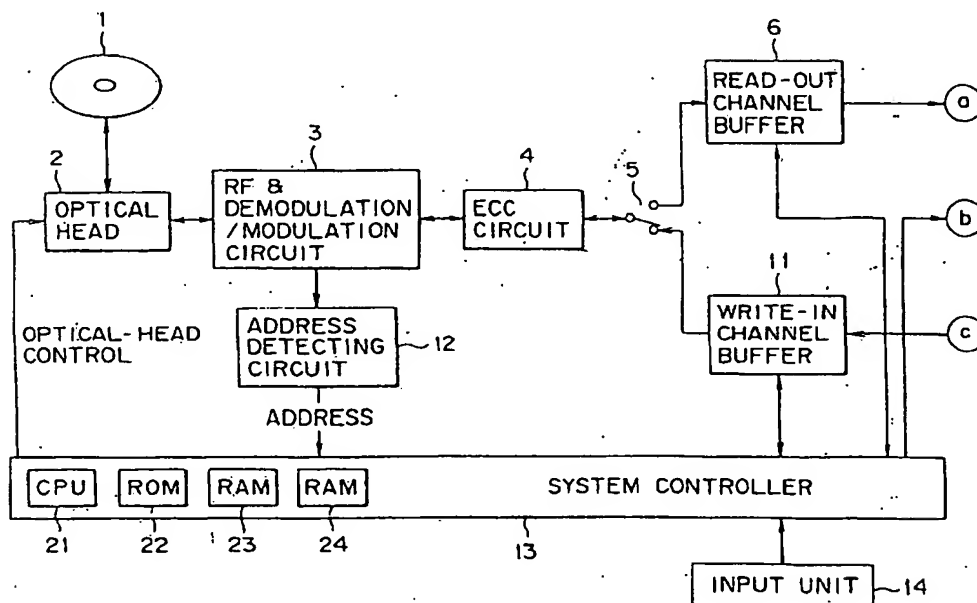 1
6
READ-OUT
CHANNEL
BUFFER
a
2
OPTICAL
HEAD
3
RF &
DEMODULATION
/MODULATION
CIRCUIT
4
ECC
CIRCUIT
5
b
11
WRITE-IN
CHANNEL
BUFFER
c
OPTICAL-HEAD
CONTROL
ADDRESS
DETECTING
CIRCUIT
12
ADDRESS
CPU
ROM
RAM
RAM
SYSTEM CONTROLLER
21
22
23
24
13
INPUT UNIT
14